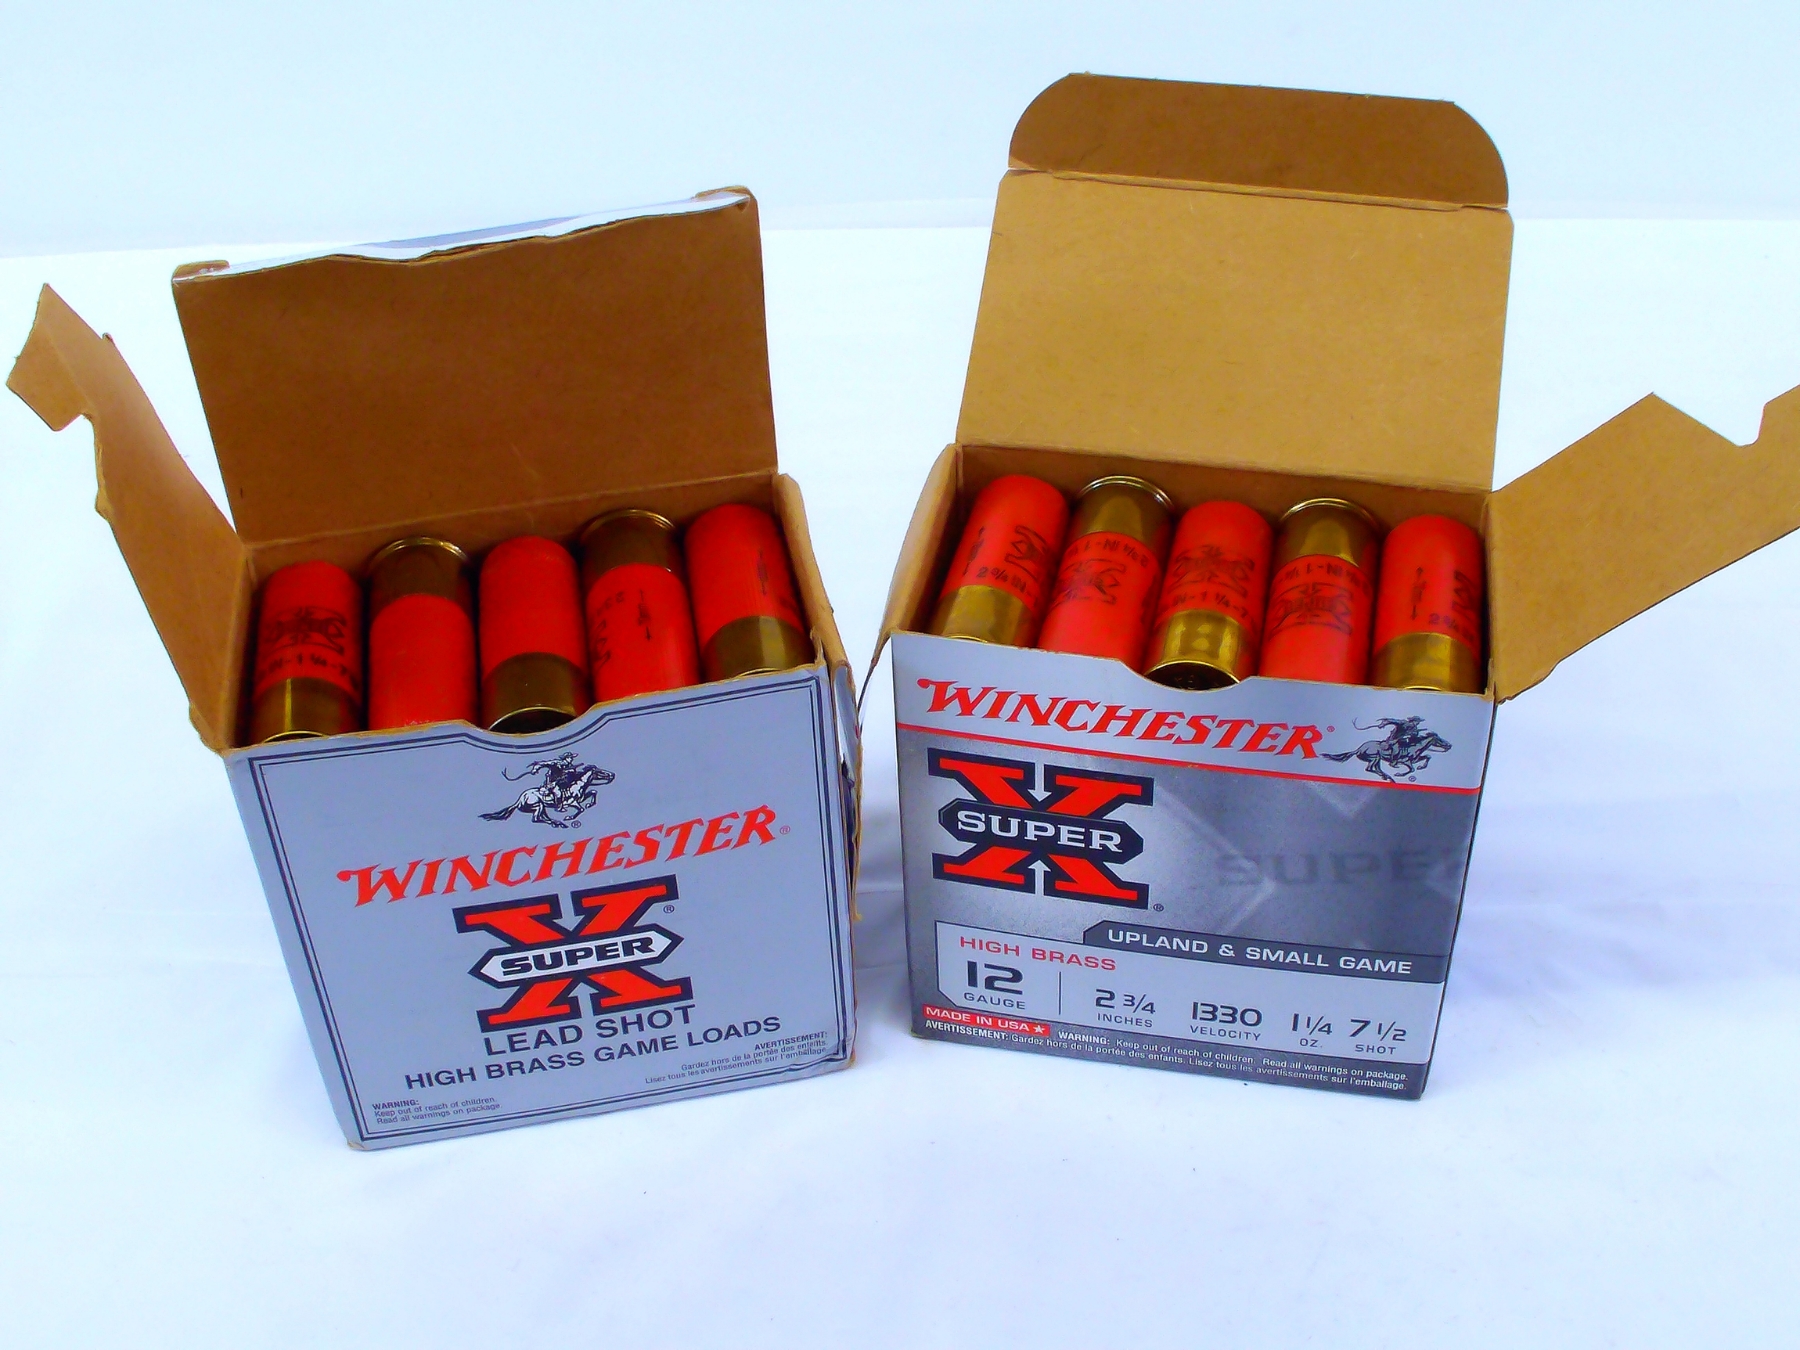 WINCHESTER®
SUPER X®
LEAD SHOT
HIGH BRASS GAME LOADS
WARNING:
Keep out of reach of children.
Read all warnings on package
AVERTISSEMENT:
Gardez hors de la portée des enfants.
Lisez tous les avertissements sur l'emballage.
WINCHESTER®
SUPER X®
UPLAND & SMALL GAME
HIGH BRASS
12 GAUGE
2 3/4 INCHES
1330 VELOCITY
1 1/4 OZ.
7 1/2 SHOT
MADE IN USA
WARNING: Keep out of reach of children. Read all warnings on package.
AVERTISSEMENT: Gardez hors de la portée des enfants. Lisez tous les avertissements sur l'emballage.